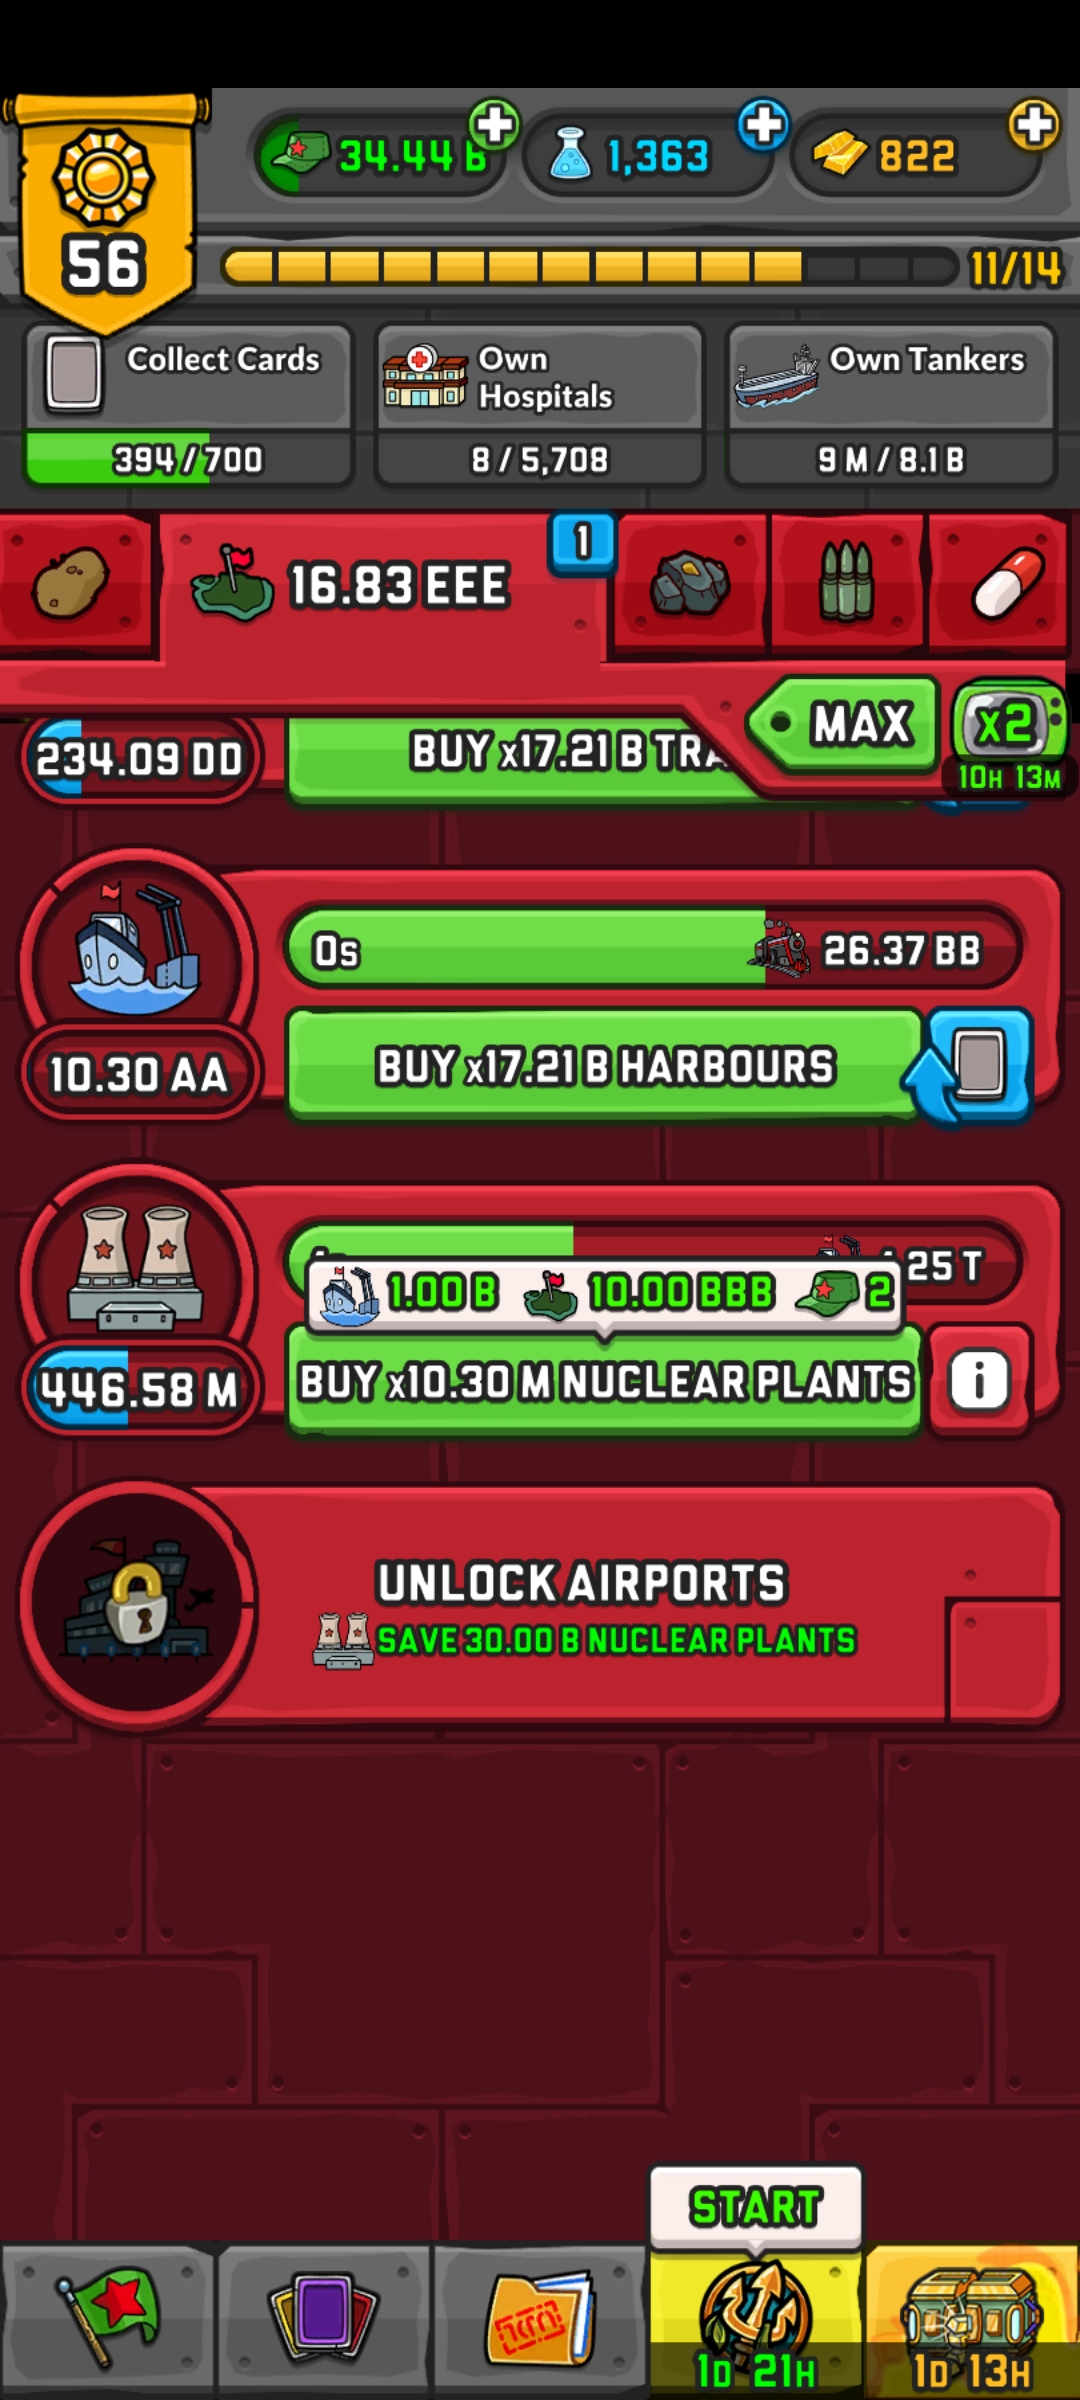 56
34.44 B
1,363
822
11/14
Collect Cards
394/700
Own
Hospitals
8/5,708
Own Tankers
9 M/8.1 B
16.83 EEE
1
MAX
x2
10H 13M
234.09 DD
BUY x17.21 B
0s
26.37 BB
10.30 AA
BUY x17.21 B HARBOURS
25 T
1.00 B
10.00 BBB
2
446.58 M
BUY x10.30 M NUCLEAR PLANTS
i
UNLOCK AIRPORTS
SAVE 30.00 B NUCLEAR PLANTS
START
1D 21H
1D 13H